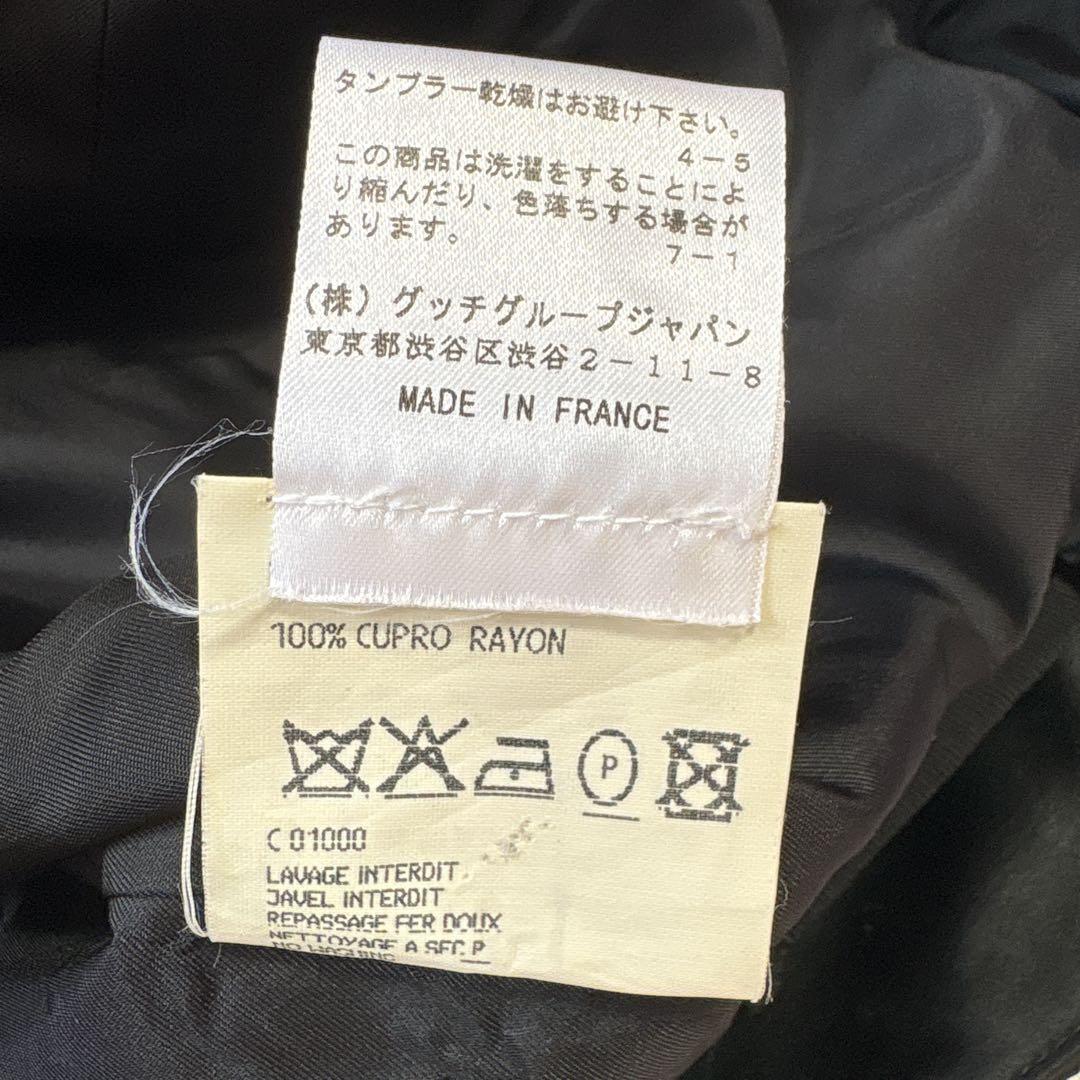 タンブラー乾燥はお避け下さい。
4－5
この商品は洗濯をすることによ
り縮んだり、色落ちする場合が
あります。
7－1
(株) グッチグループジャパン
東京都渋谷区渋谷2－11－8
MADE IN FRANCE
100% CUPRO RAYON
P
C 01000
LAVAGE INTERDIT
JAVEL INTERDIT
REPASSAGE FER DOUX
NETTOYAGE A SEC P
NO WASHING